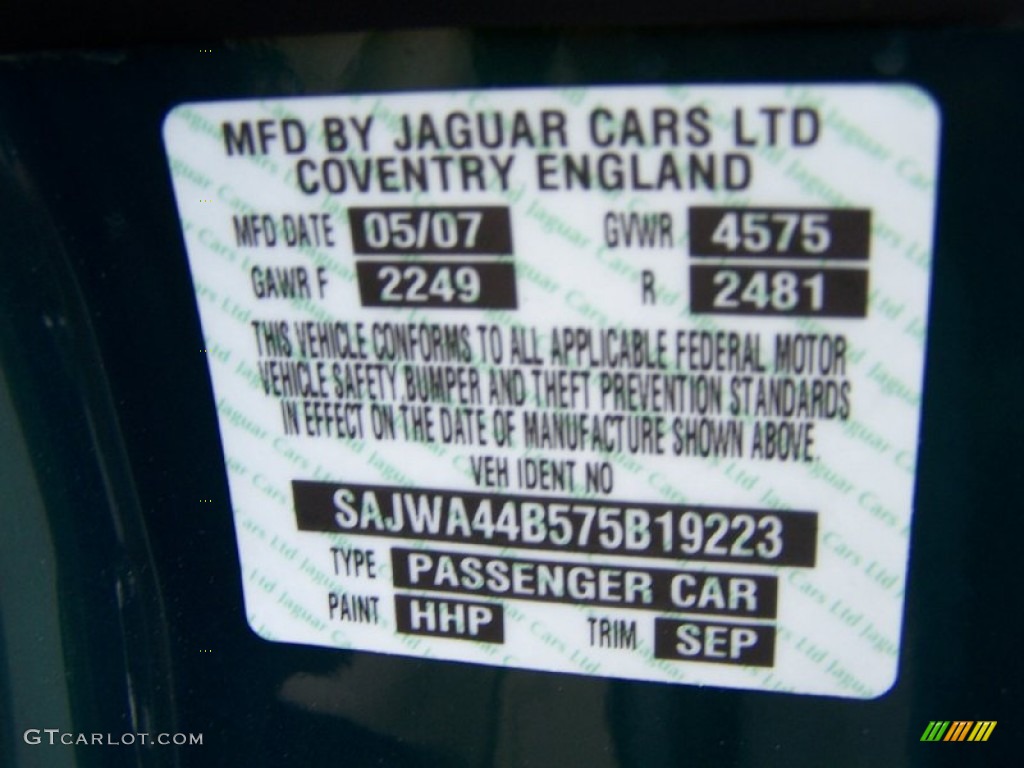 MFD BY JAGUAR CARS LTD
COVENTRY ENGLAND
MFD DATE 05/07 GVWR 4575
GAWR F 2249 R 2481
THIS VEHICLE CONFORMS TO ALL APPLICABLE FEDERAL MOTOR
VEHICLE SAFETY, BUMPER AND THEFT PREVENTION STANDARDS
IN EFFECT ON THE DATE OF MANUFACTURE SHOWN ABOVE.
VEH IDENT NO
SAJWA44B575B19223
TYPE PASSENGER CAR
PAINT HHP TRIM SEP
GTCARLOT.COM